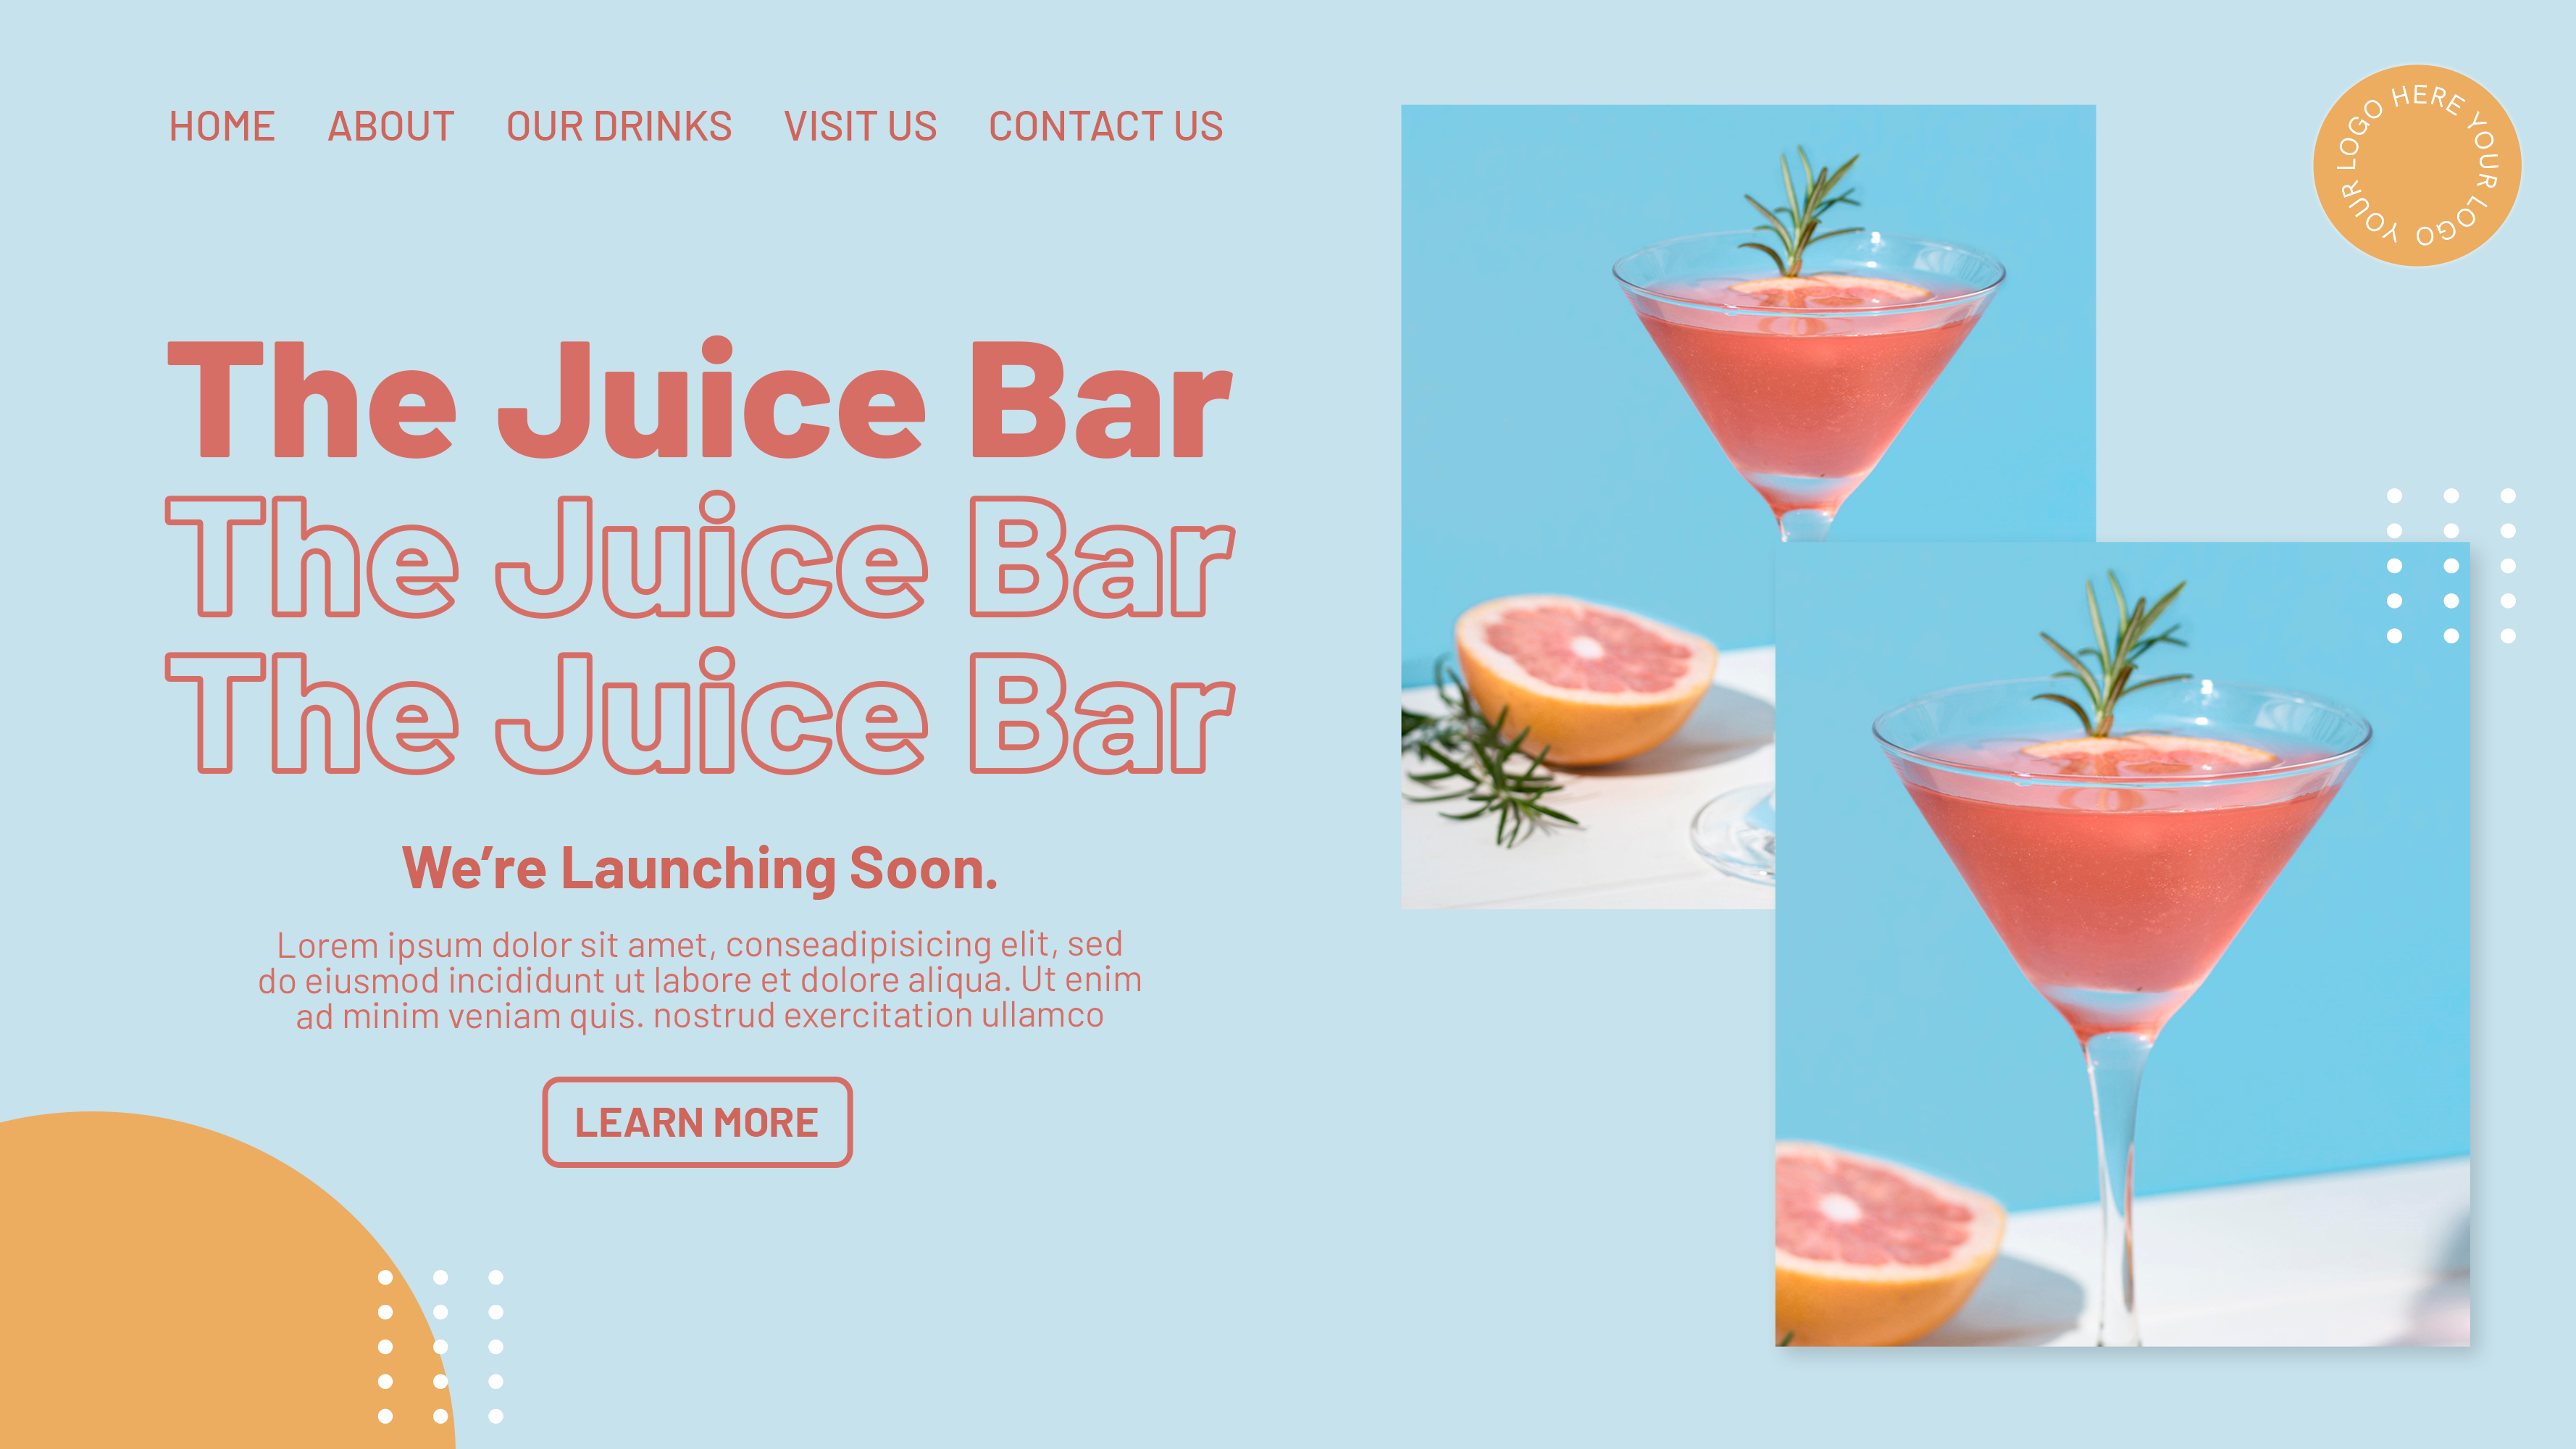 HOME ABOUT OUR DRINKS VISIT US CONTACT US
YOUR LOGO HERE YOUR LOGO
The Juice Bar
The Juice Bar
The Juice Bar
We’re Launching Soon.
Lorem ipsum dolor sit amet, conseadipisicing elit, sed
do eiusmod incididunt ut labore et dolore aliqua. Ut enim
ad minim veniam quis. nostrud exercitation ullamco
LEARN MORE